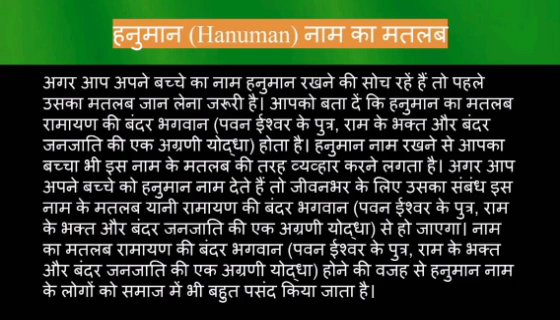 हनुमान (Hanuman) नाम का मतलब
अगर आप अपने बच्चे का नाम हनुमान रखने की सोच रहें हैं तो पहले
उसका मतलब जान लेना जरूरी है। आपको बता दें कि हनुमान का मतलब
रामायण की बंदर भगवान (पवन ईश्वर के पुत्र, राम के भक्त और बंदर
जनजाति की एक अग्रणी योद्धा) होता है। हनुमान नाम रखने से आपका
बच्चा भी इस नाम के मतलब की तरह व्यव्हार करने लगता है। अगर आप
अपने बच्चे को हनुमान नाम देते हैं तो जीवनभर के लिए उसका संबंध इस
नाम के मतलब यानी रामायण की बंदर भगवान (पवन ईश्वर के पुत्र, राम
के भक्त और बंदर जनजाति की एक अग्रणी योद्धा) से हो जाएगा। नाम
का मतलब रामायण की बंदर भगवान (पवन ईश्वर के पुत्र, राम के भक्त
और बंदर जनजाति की एक अग्रणी योद्धा) होने की वजह से हनुमान नाम
के लोगों को समाज में भी बहुत पसंद किया जाता है।